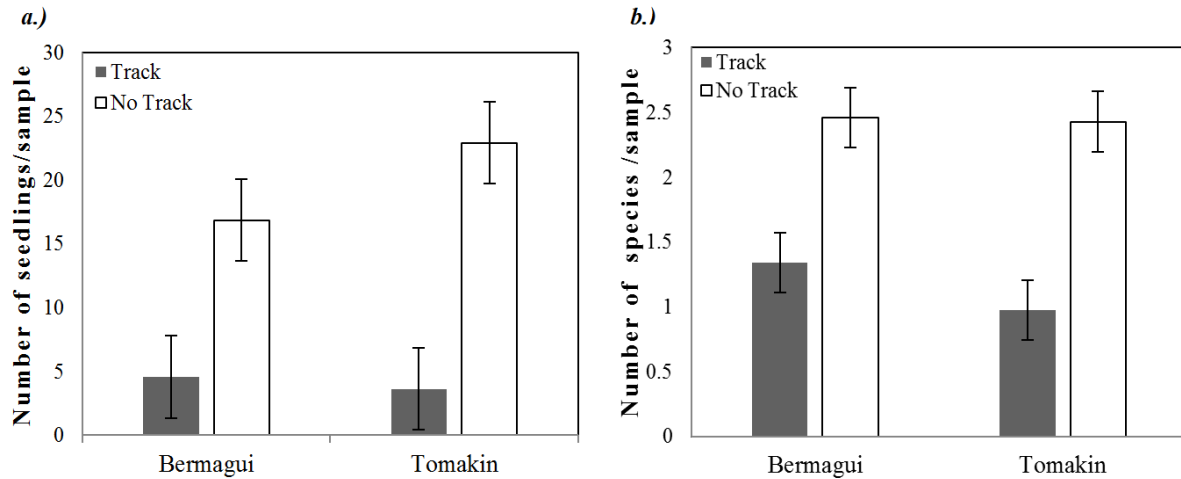 a.)
Number of seedlings/sample
30
25
20
15
10
5
0
Track
No Track
Bermagui
Tomakin
b.)
Number of species /sample
3
2.5
2
1.5
1
0.5
0
Track
No Track
Bermagui
Tomakin